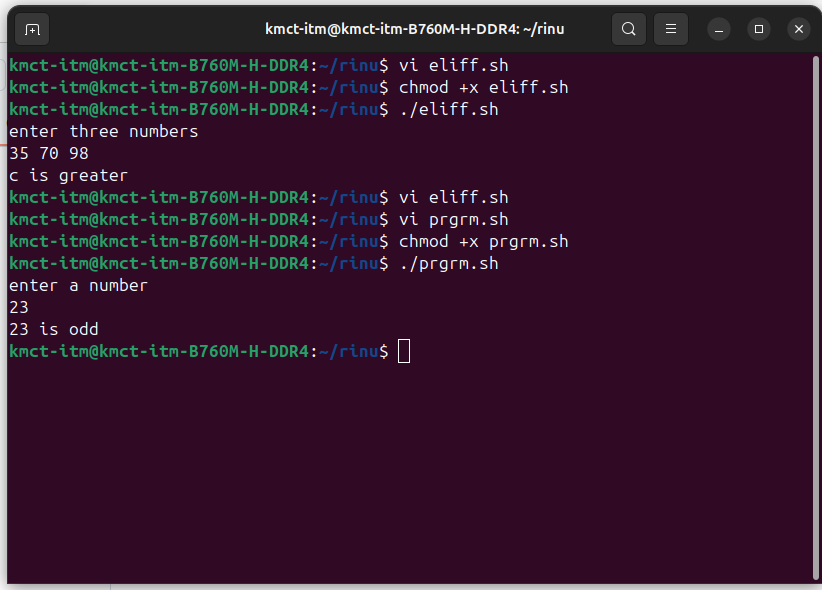 kmct-itm@kmct-itm-B760M-H-DDR4: ~/rinu
kmct-itm@kmct-itm-B760M-H-DDR4:~/rinu$ vi eliff.sh
kmct-itm@kmct-itm-B760M-H-DDR4:~/rinu$ chmod +x eliff.sh
kmct-itm@kmct-itm-B760M-H-DDR4:~/rinu$ ./eliff.sh
enter three numbers
35 70 98
c is greater
kmct-itm@kmct-itm-B760M-H-DDR4:~/rinu$ vi eliff.sh
kmct-itm@kmct-itm-B760M-H-DDR4:~/rinu$ vi prgrm.sh
kmct-itm@kmct-itm-B760M-H-DDR4:~/rinu$ chmod +x prgrm.sh
kmct-itm@kmct-itm-B760M-H-DDR4:~/rinu$ ./prgrm.sh
enter a number
23
23 is odd
kmct-itm@kmct-itm-B760M-H-DDR4:~/rinu$